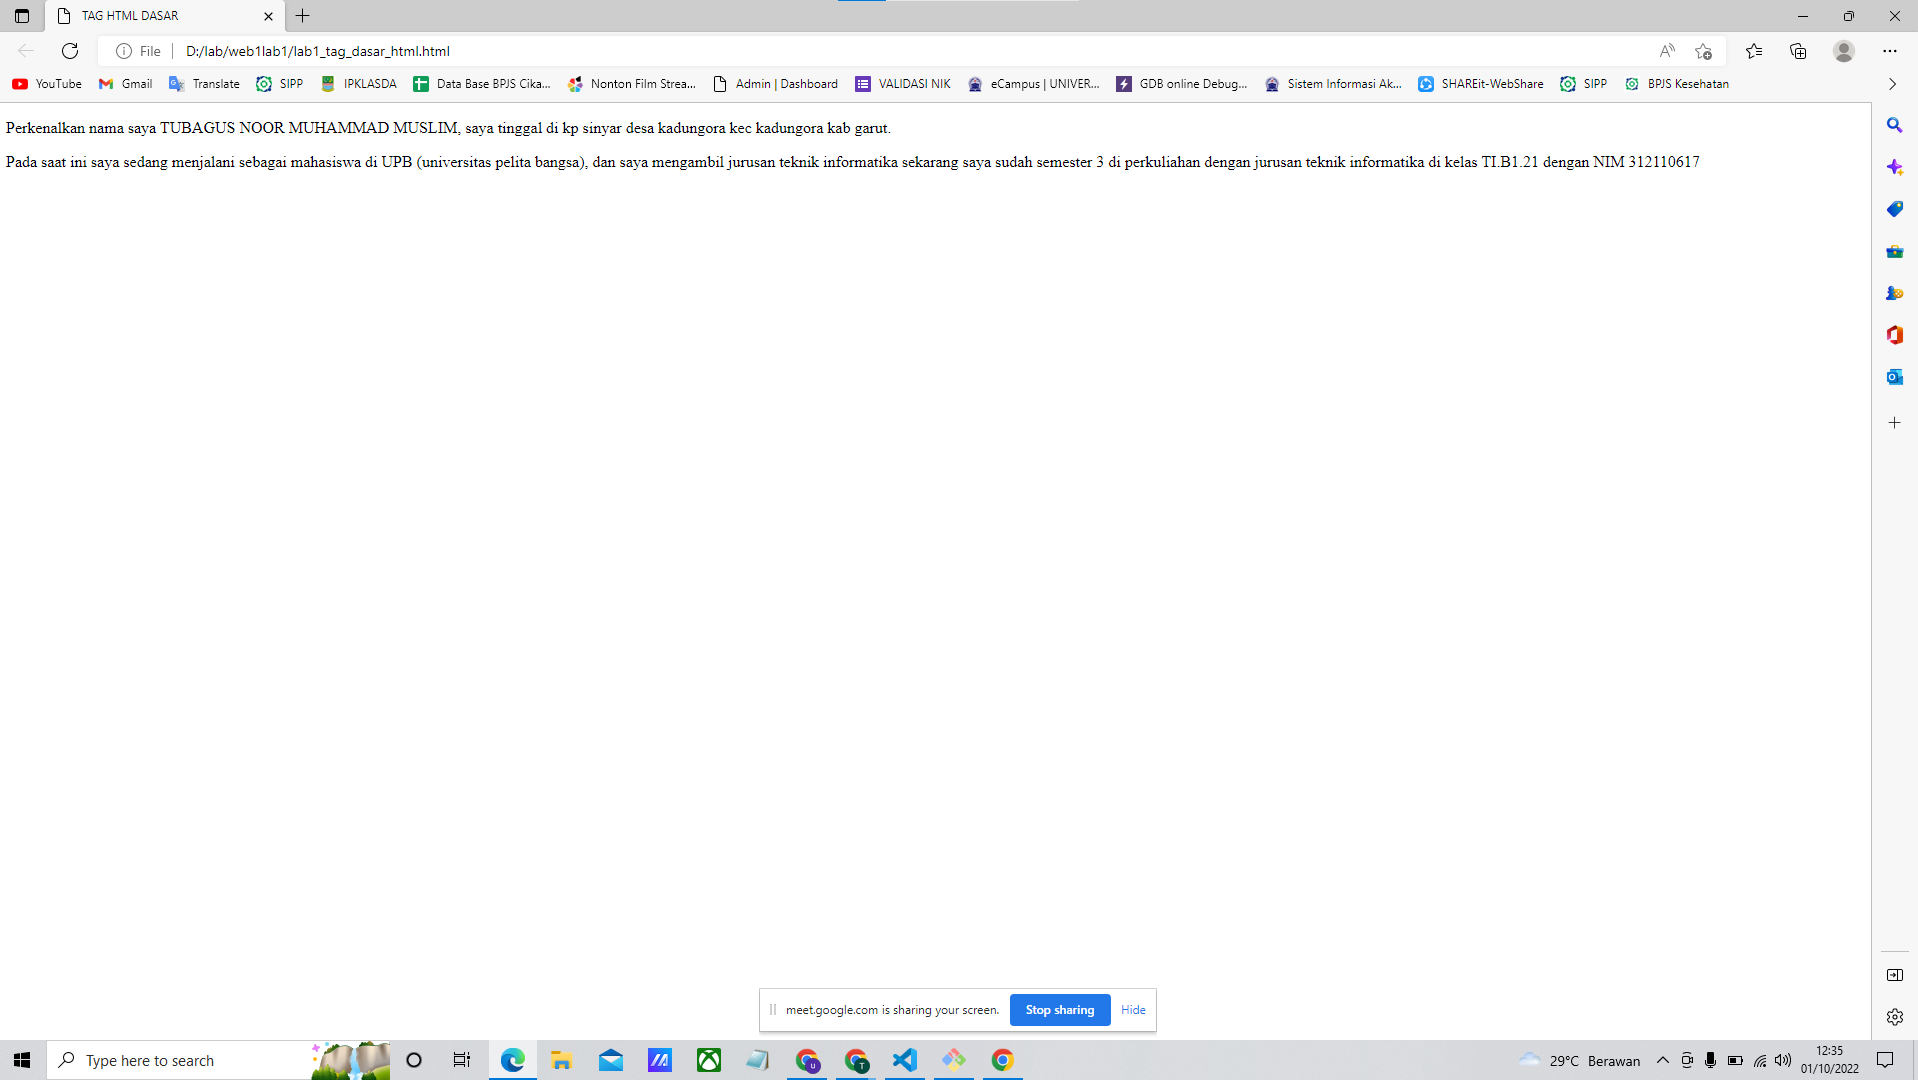 TAG HTML DASAR
File
D:/lab/web1lab1/lab1_tag_dasar_html.html
YouTube Gmail Translate SIPP IPKLASDA Data Base BPJS Cika... Nonton Film Strea... Admin | Dashboard VALIDASI NIK eCampus | UNIVER... GDB online Debug... Sistem Informasi Ak... SHAREit-WebShare SIPP BPJS Kesehatan
Perkenalkan nama saya TUBAGUS NOOR MUHAMMAD MUSLIM, saya tinggal di kp sinyar desa kadungora kec kadungora kab garut.
Pada saat ini saya sedang menjalani sebagai mahasiswa di UPB (universitas pelita bangsa), dan saya mengambil jurusan teknik informatika sekarang saya sudah semester 3 di perkuliahan dengan jurusan teknik informatika di kelas TI.B1.21 dengan NIM 312110617
meet.google.com is sharing your screen. Stop sharing Hide
Type here to search
29°C Berawan
12:35
01/10/2022